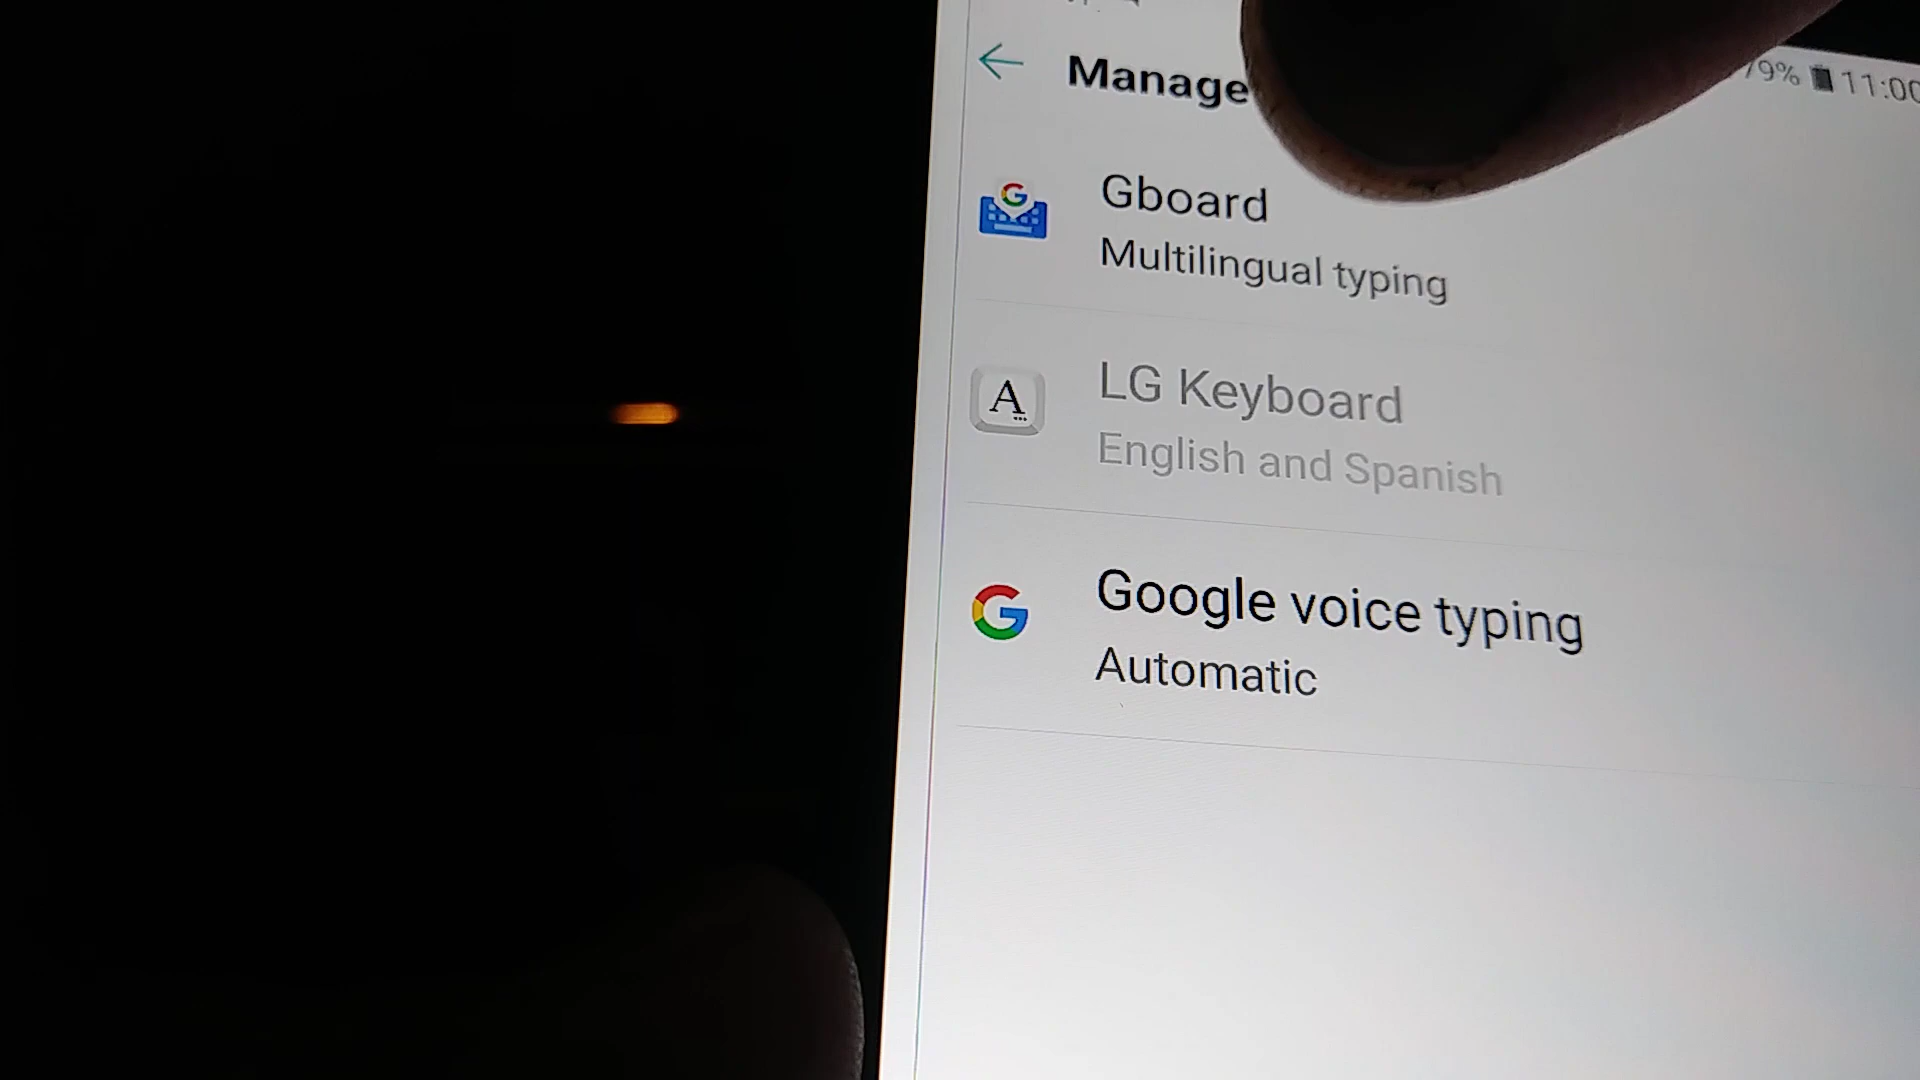 Manage
79% 11:00
Gboard
Multilingual typing
A
LG Keyboard
English and Spanish
G
Google voice typing
Automatic